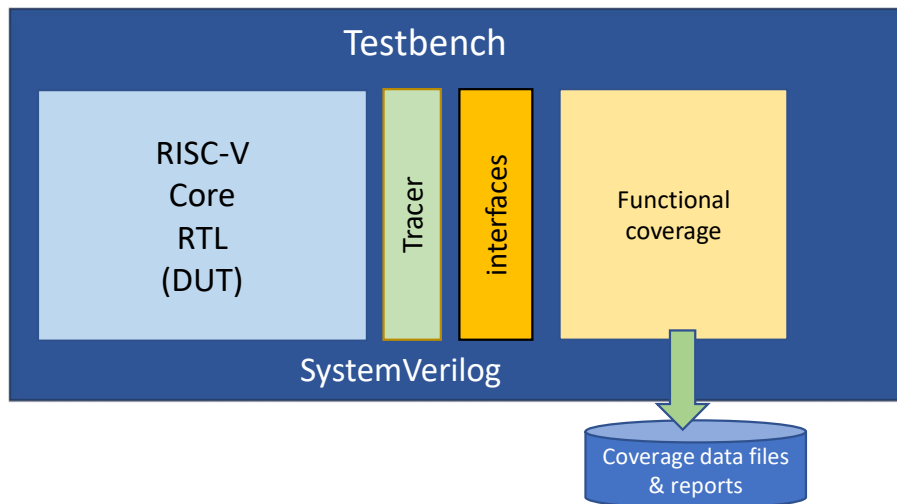 Testbench
RISC-V
Core
RTL
(DUT)
Tracer
interfaces
Functional
coverage
SystemVerilog
Coverage data files
& reports